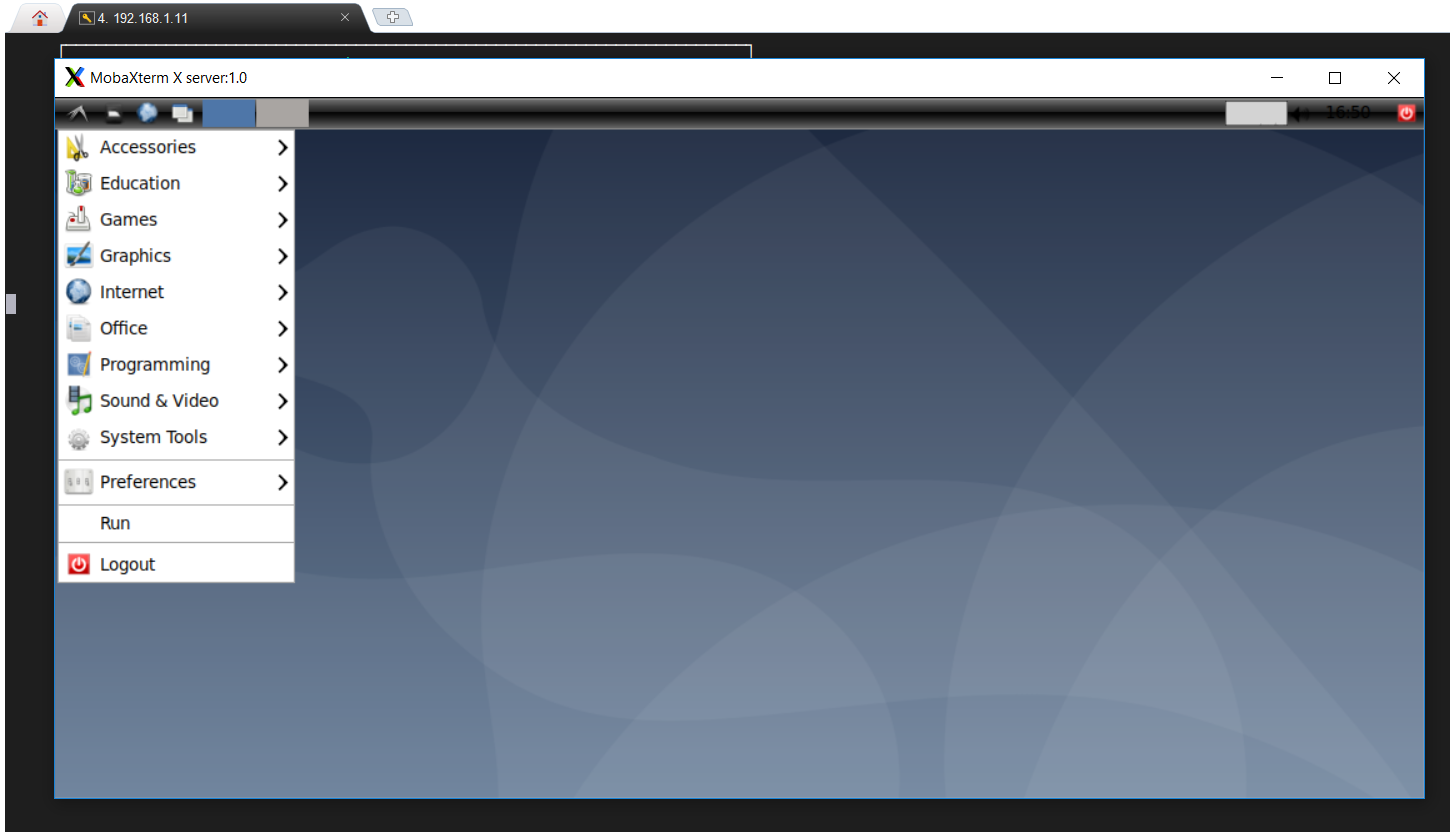 4. 192.168.1.11
MobaXterm X server:1.0
16:50
Accessories
Education
Games
Graphics
Internet
Office
Programming
Sound & Video
System Tools
Preferences
Run
Logout